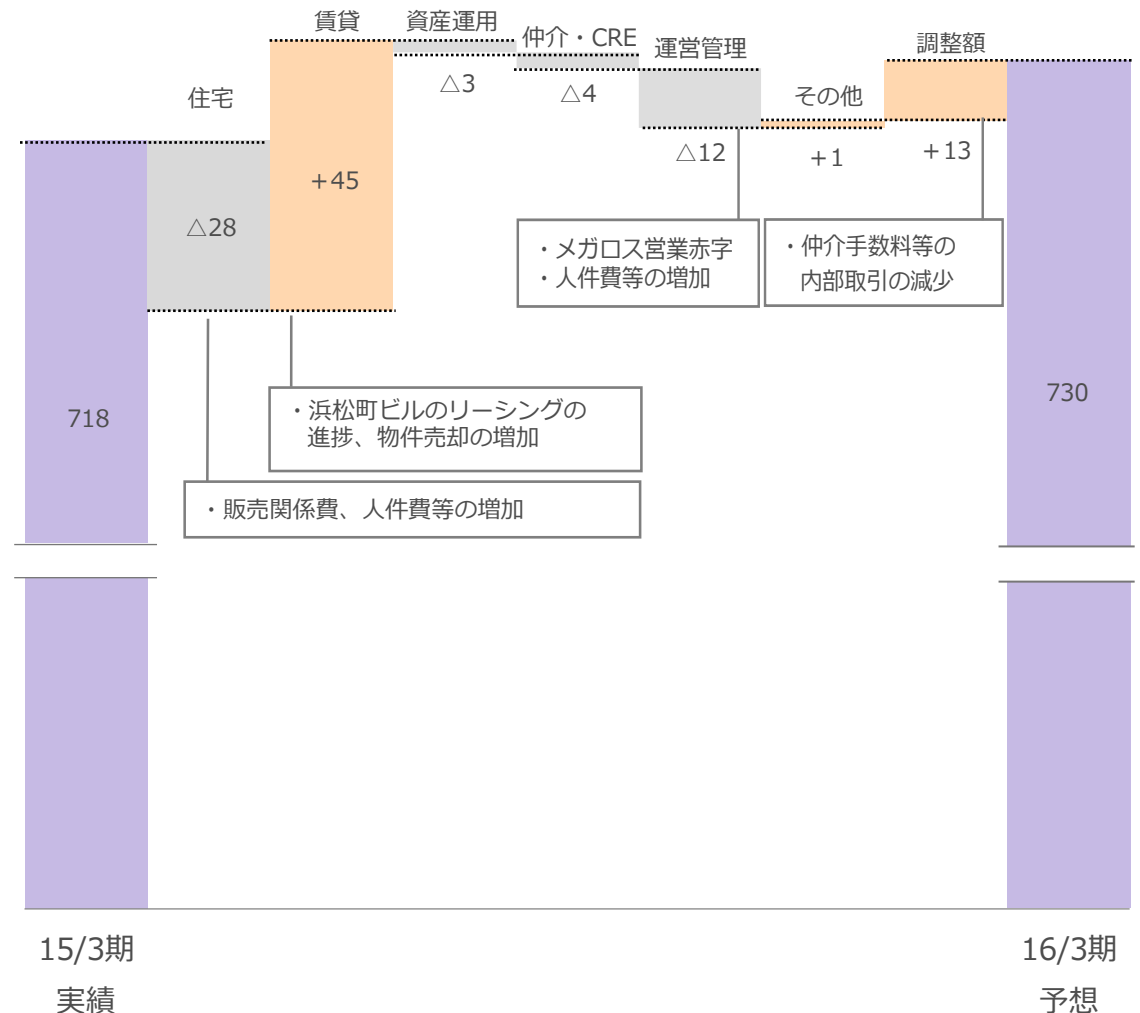 賃貸
資産運用
仲介・CRE
運営管理
調整額
住宅
その他
△3
△4
△12
+1
+13
+45
△28
・メガロス営業赤字
・人件費等の増加
・仲介手数料等の
内部取引の減少
718
730
・浜松町ビルのリーシングの
進捗、物件売却の増加
・販売関係費、人件費等の増加
15/3期
実績
16/3期
予想